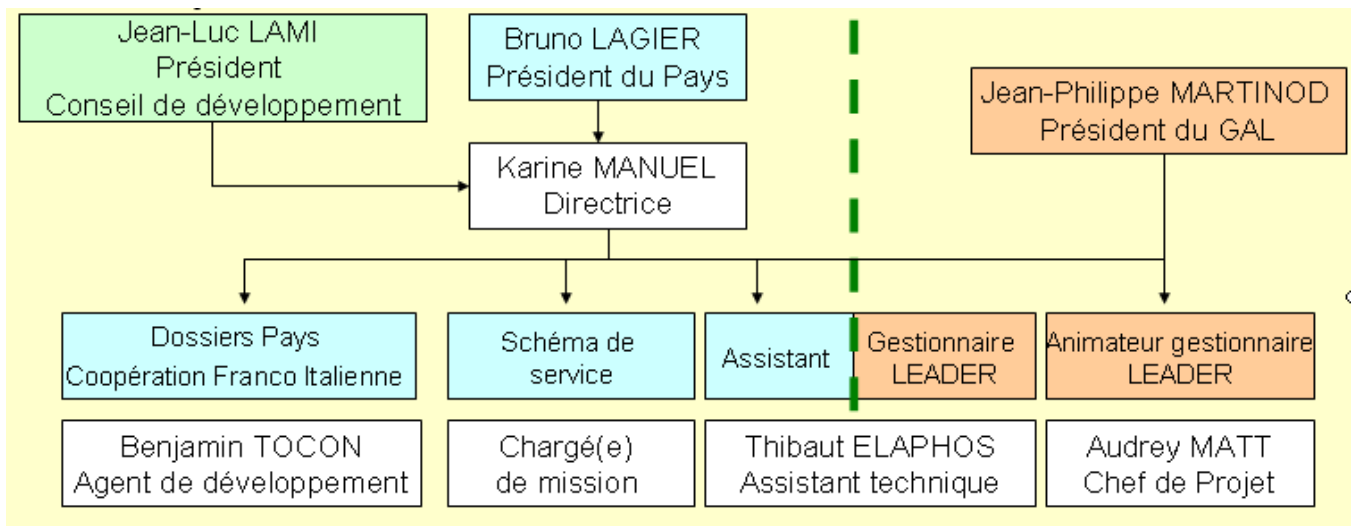 Jean-Luc LAMI
Président
Conseil de développement
Bruno LAGIER
Président du Pays
Jean-Philippe MARTINOD
Président du GAL
Karine MANUEL
Directrice
Dossiers Pays
Coopération Franco Italienne
Schéma de
service
Assistant
Gestionnaire
LEADER
Animateur gestionnaire
LEADER
Benjamin TOCON
Agent de développement
Chargé(e)
de mission
Thibaut ELAPHOS
Assistant technique
Audrey MATT
Chef de Projet